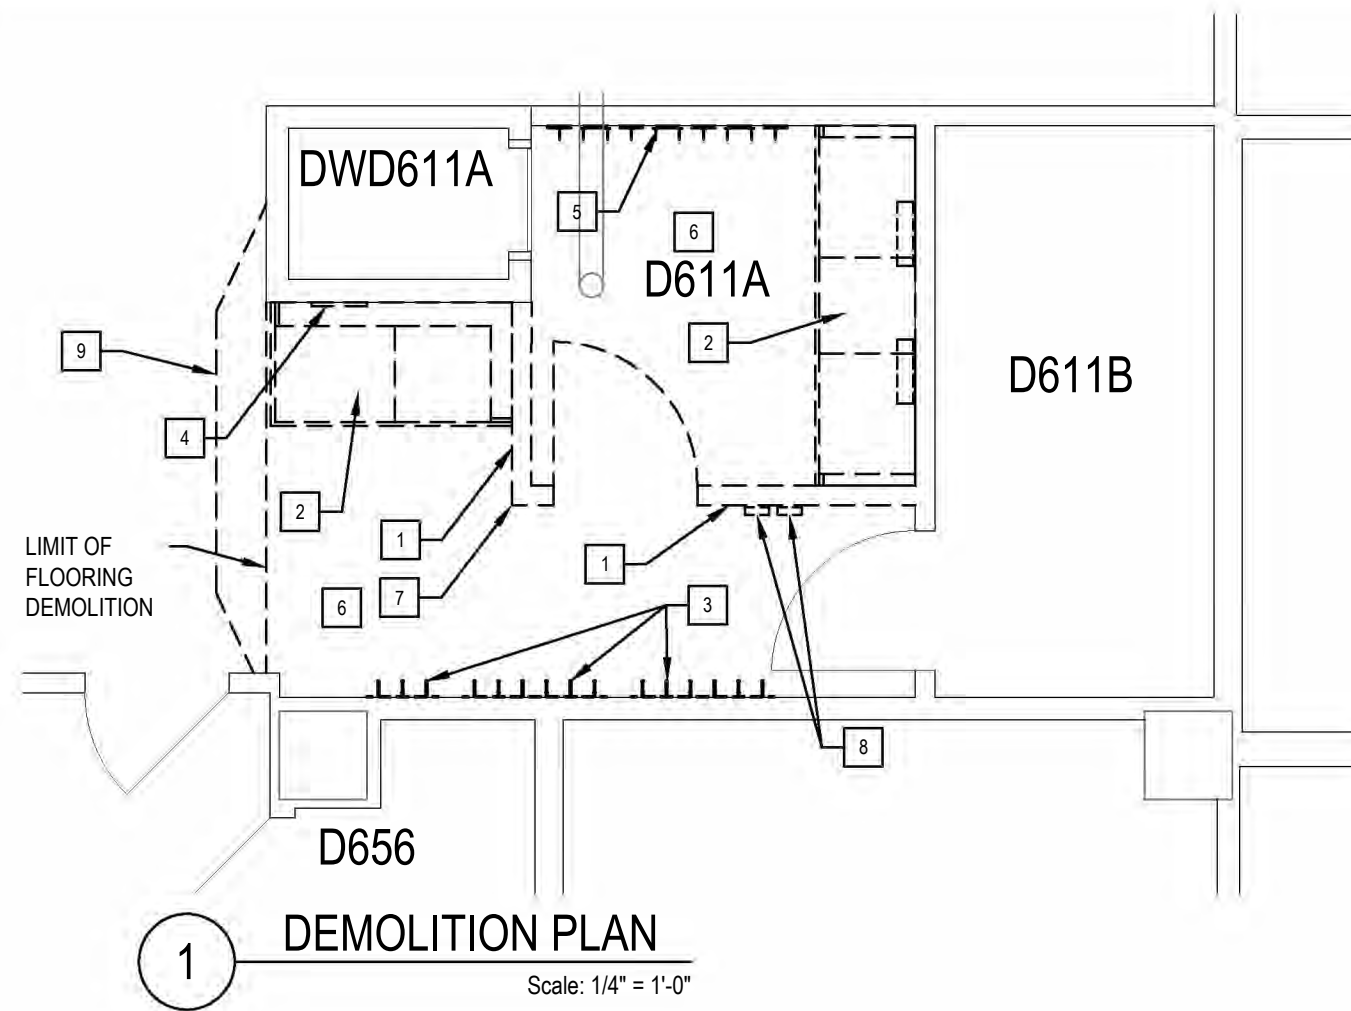 DWD611A
5
6
D611A
9
2
D611B
4
2
1
LIMIT OF
FLOORING
DEMOLITION
1
7
6
3
8
D656
1
DEMOLITION PLAN
Scale: 1/4" = 1'-0"